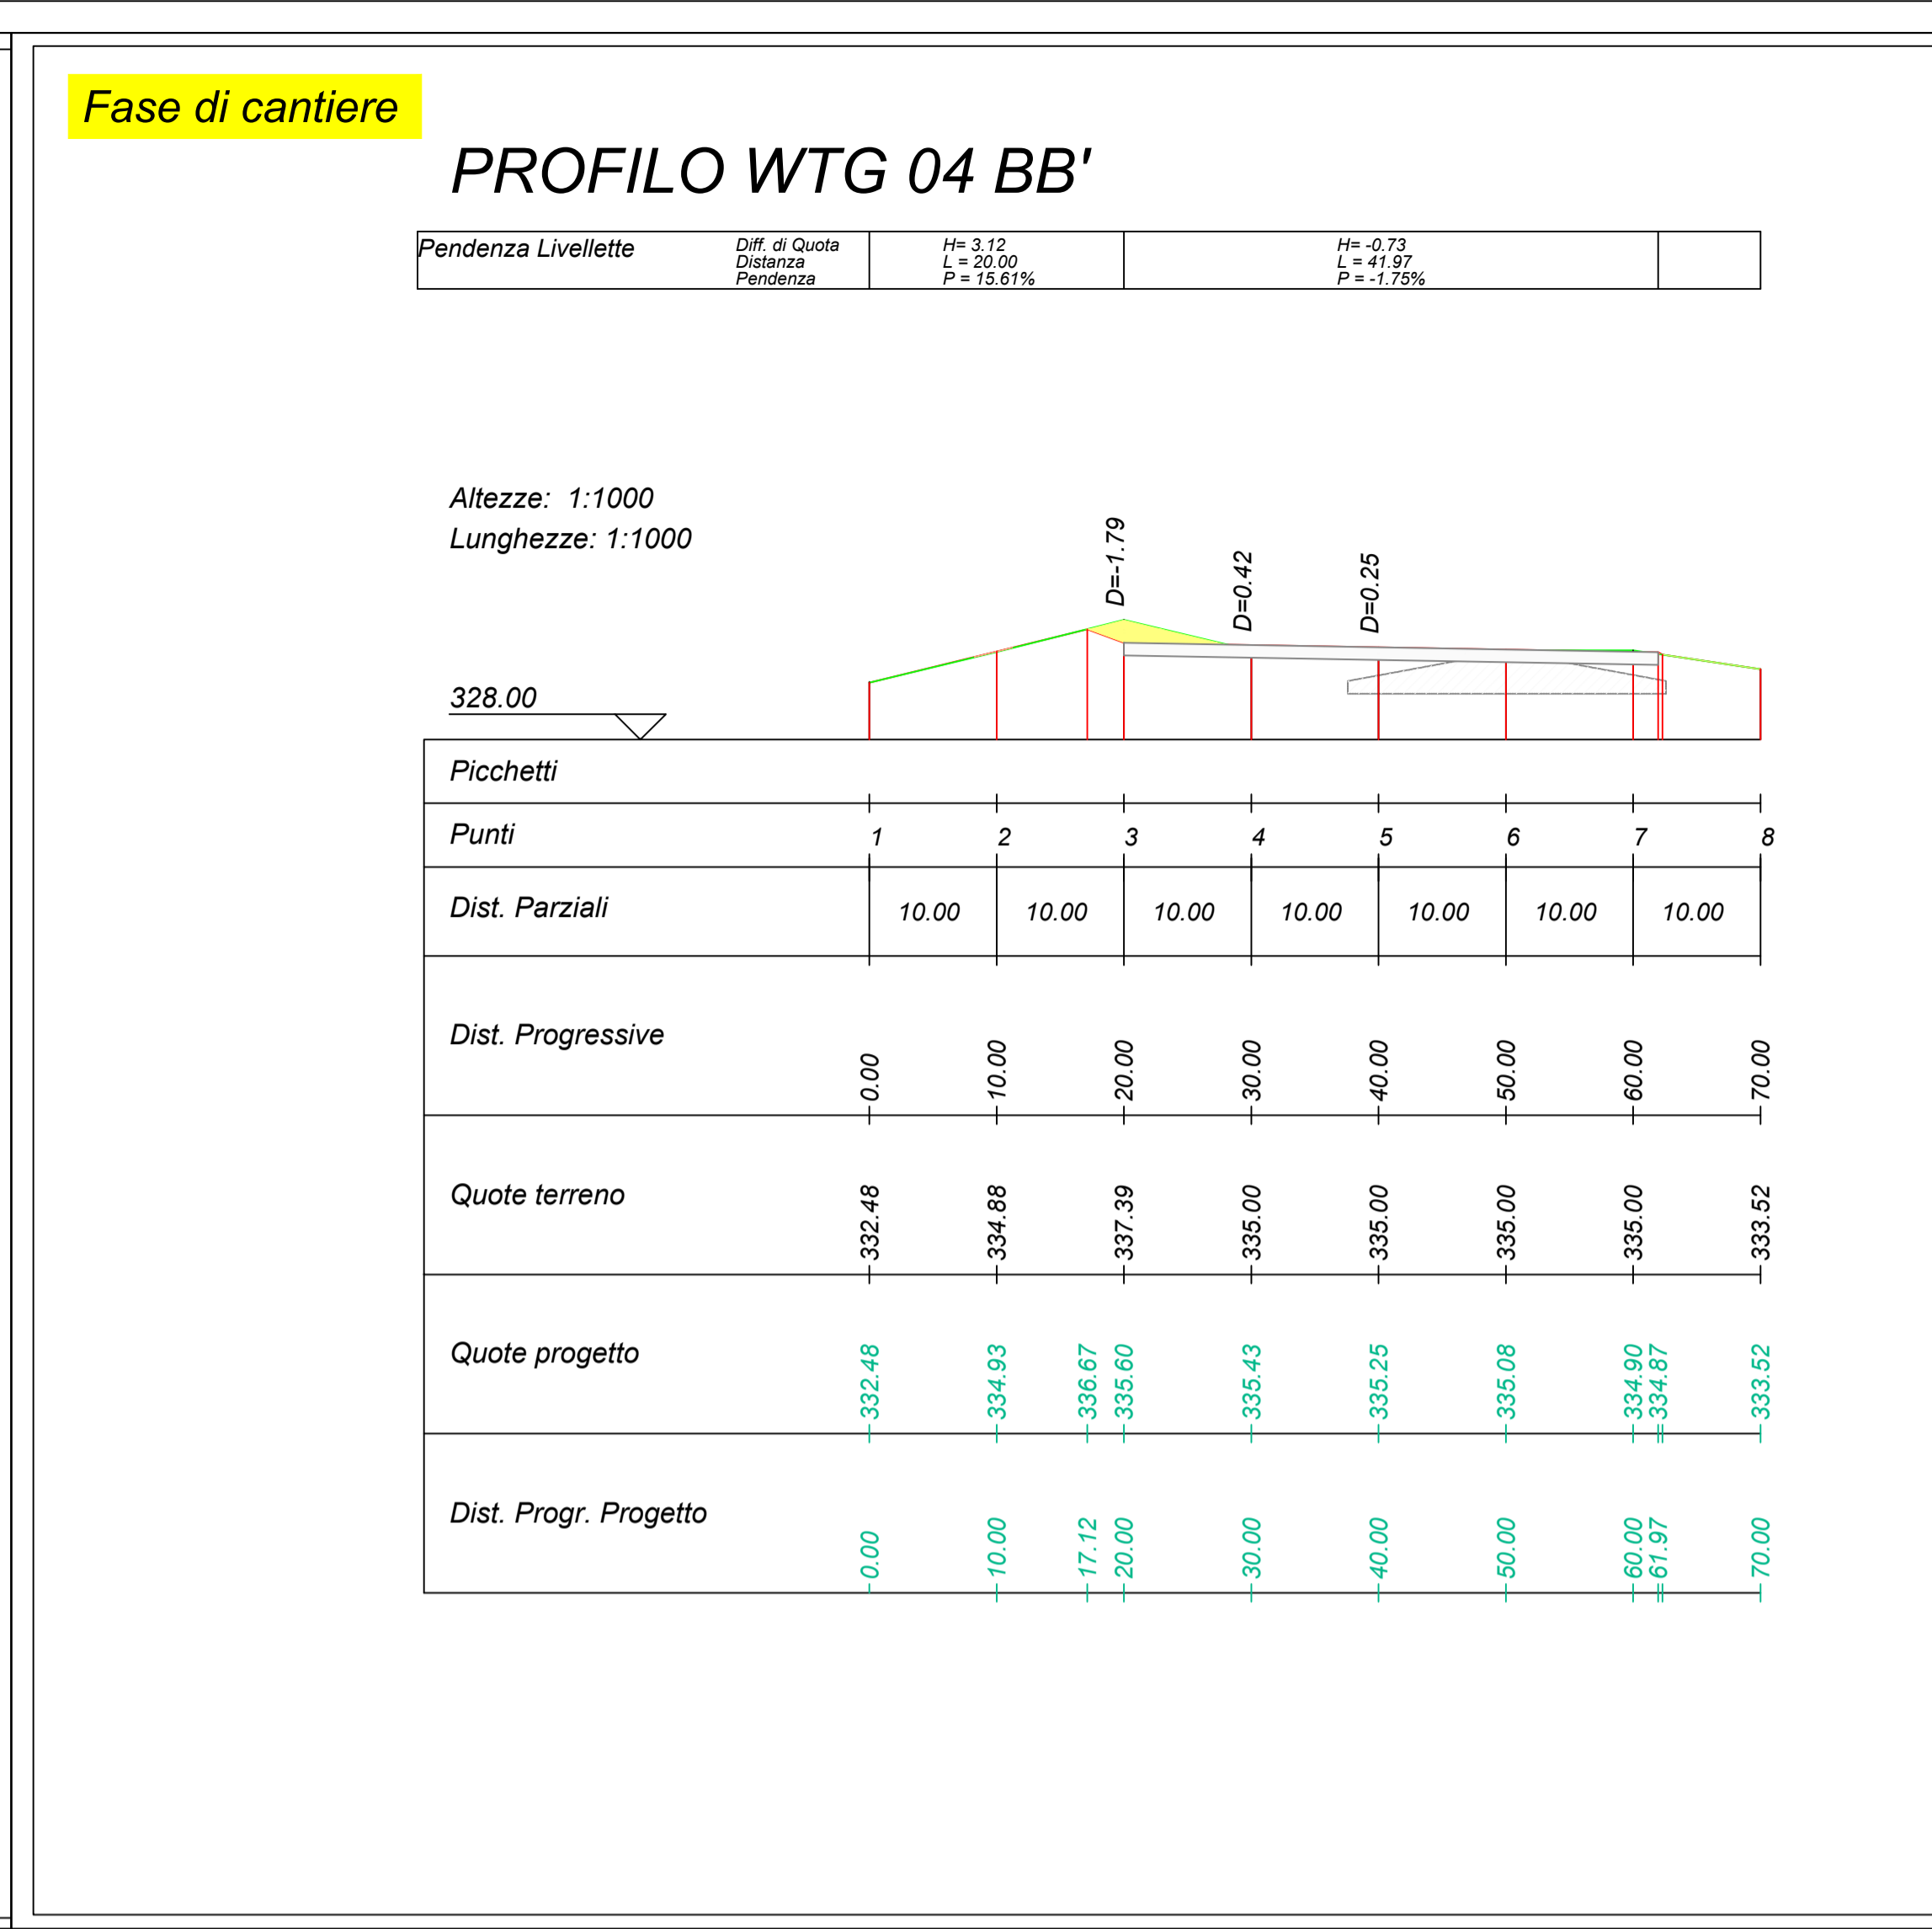 Fase di cantiere
PROFILO WTG 04 BB'
Pendenza Livellette
Diff. di Quota
Distanza
Pendenza
H= 3.12
L = 20.00
P = 15.61%
H= -0.73
L = 41.97
P = -1.75%
Altezze: 1:1000
Lunghezze: 1:1000
D=-1.79
D=0.42
D=0.25
328.00
Picchetti
Punti 1 2 3 4 5 6 7 8
Dist. Parziali 10.00 10.00 10.00 10.00 10.00 10.00 10.00
Dist. Progressive 0.00 10.00 20.00 30.00 40.00 50.00 60.00 70.00
Quote terreno 332.48 334.88 337.39 335.00 335.00 335.00 335.00 333.52
Quote progetto 332.48 334.93 336.67 335.60 335.43 335.25 335.08 334.90 334.87 333.52
Dist. Progr. Progetto 0.00 10.00 17.12 20.00 30.00 40.00 50.00 60.00 61.97 70.00